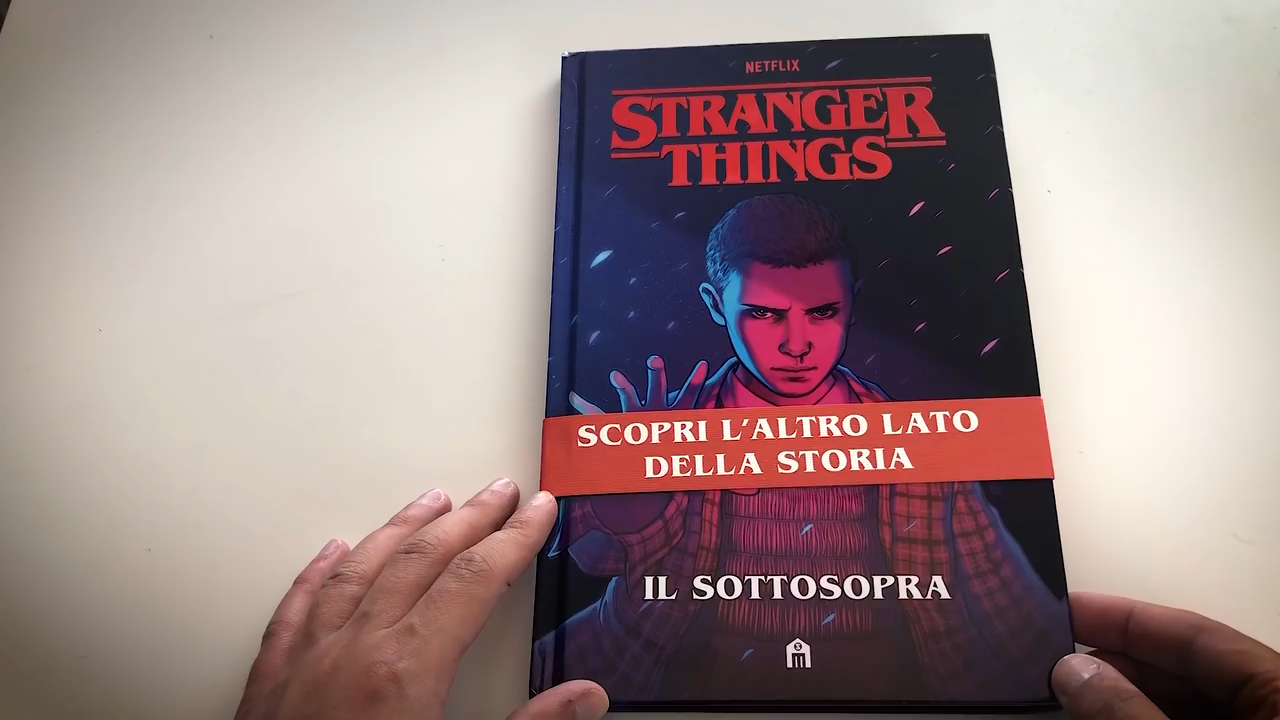 NETFLIX
STRANGER
THINGS
SCOPRI L'ALTRO LATO
DELLA STORIA
IL SOTTOSOPRA